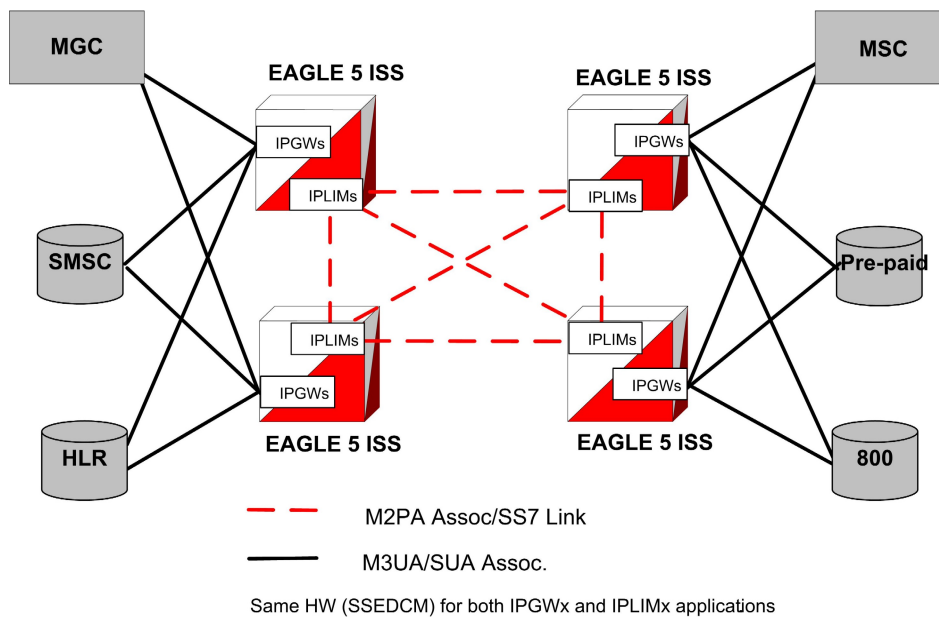 MGC
MSC
EAGLE 5 ISS
EAGLE 5 ISS
IPGWs
IPGWs
IPLIMs
IPLIMs
SMSC
Pre-paid
IPLIMs
IPLIMs
IPGWs
IPGWs
EAGLE 5 ISS
EAGLE 5 ISS
HLR
800
M2PA Assoc/SS7 Link
M3UA/SUA Assoc.
Same HW (SSEDCM) for both IPGWx and IPLIMx applications